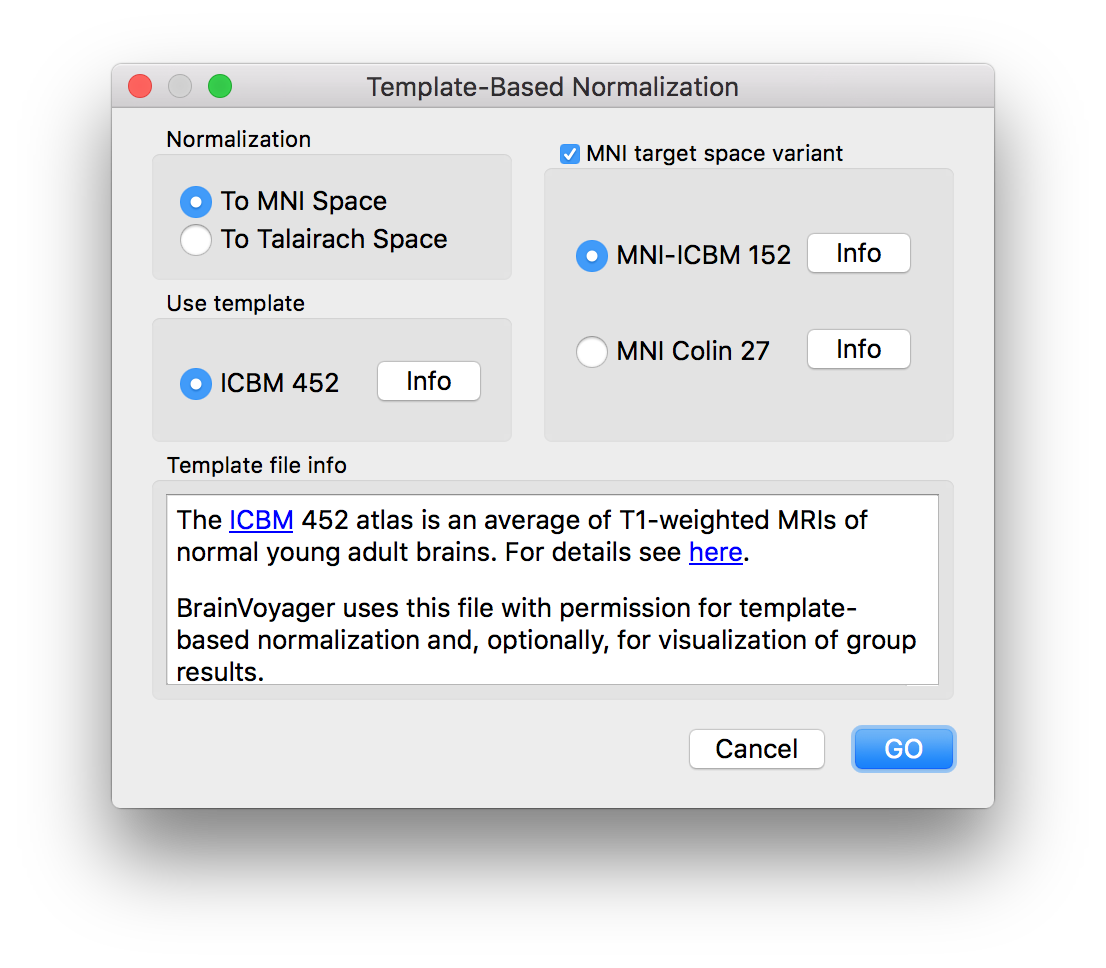 Template-Based Normalization
Normalization
To MNI Space
To Talairach Space
MNI target space variant
MNI-ICBM 152 Info
MNI Colin 27 Info
Use template
ICBM 452 Info
Template file info
The ICBM 452 atlas is an average of T1-weighted MRIs of
normal young adult brains. For details see here.
BrainVoyager uses this file with permission for template-
based normalization and, optionally, for visualization of group
results.
Cancel GO